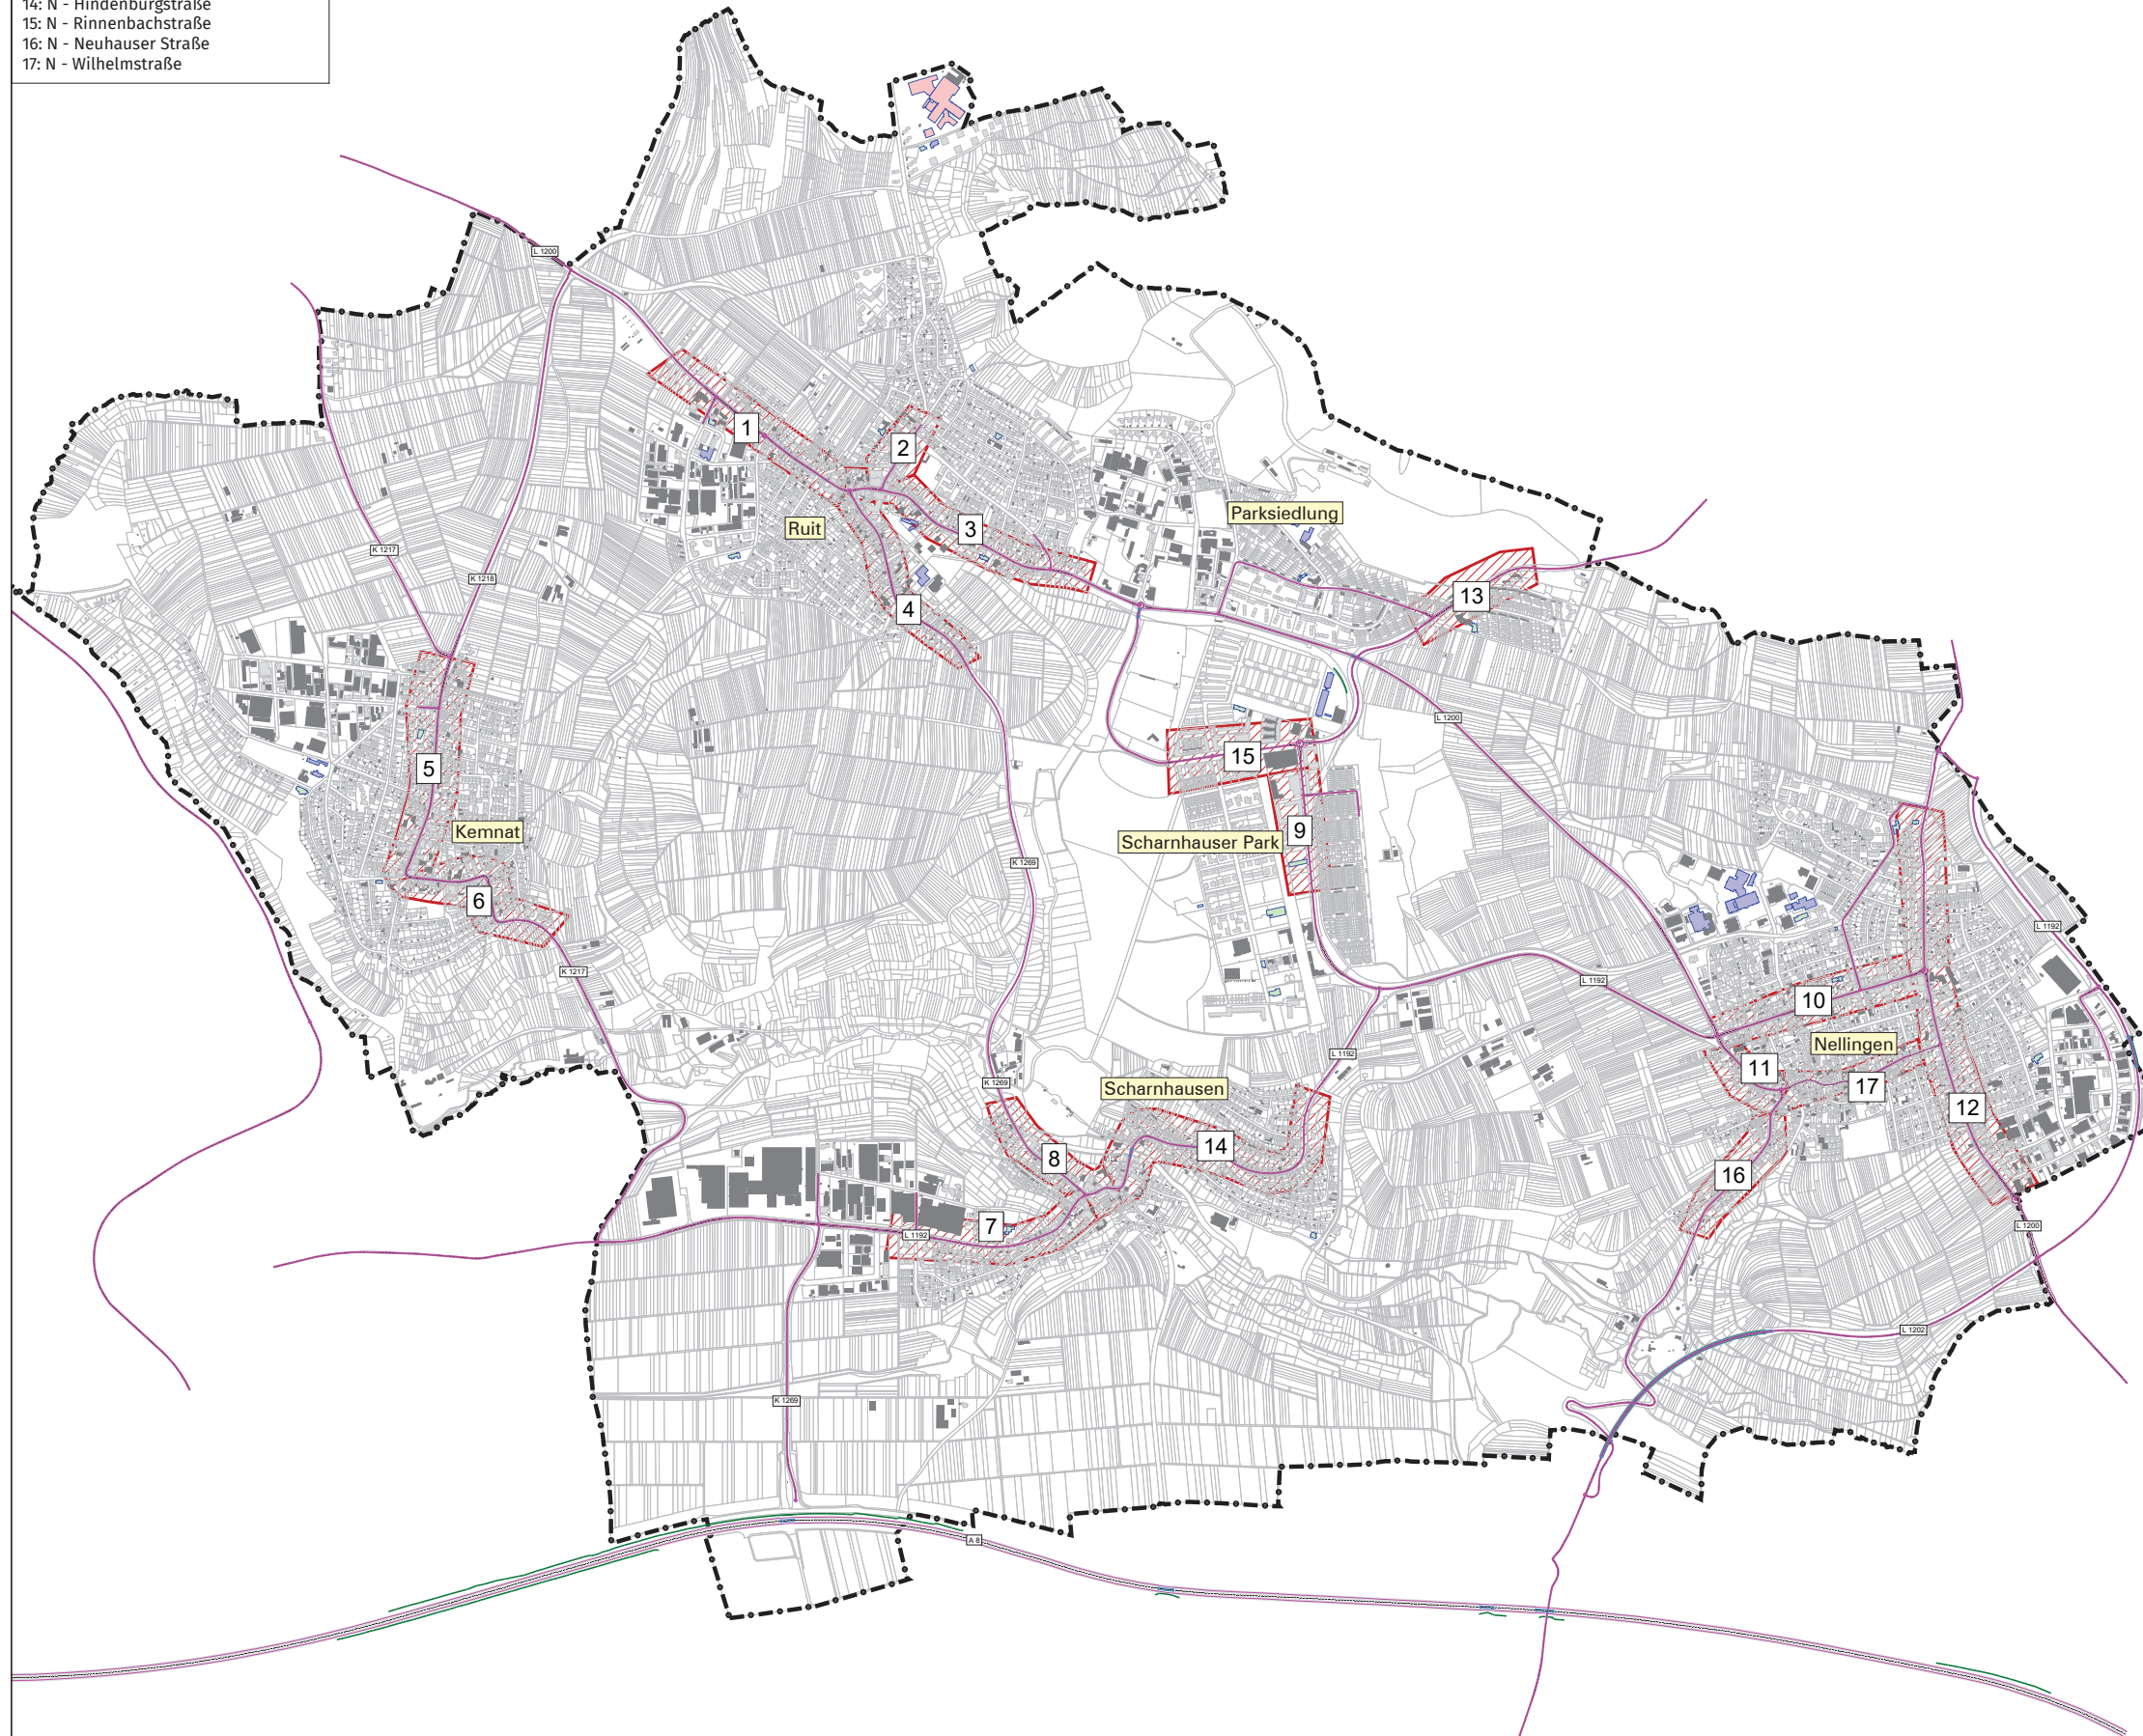 14: N - Hindenburgstraße
15: N - Rinnenbachstraße
16: N - Neuhauser Straße
17: N - Wilhelmstraße
L 1200
1
2
Ruit
3
Parksiedlung
K 1217
K 1218
4
13
L 1200
15
5
Kemnat
9
Scharnhauser Park
K 1269
6
L 1192
K 1217
L 1192
10
Nellingen
L 1192
11
K 1269
Scharnhausen
17
12
14
8
16
7
L 1192
L 1200
L 1202
K 1269
A 8